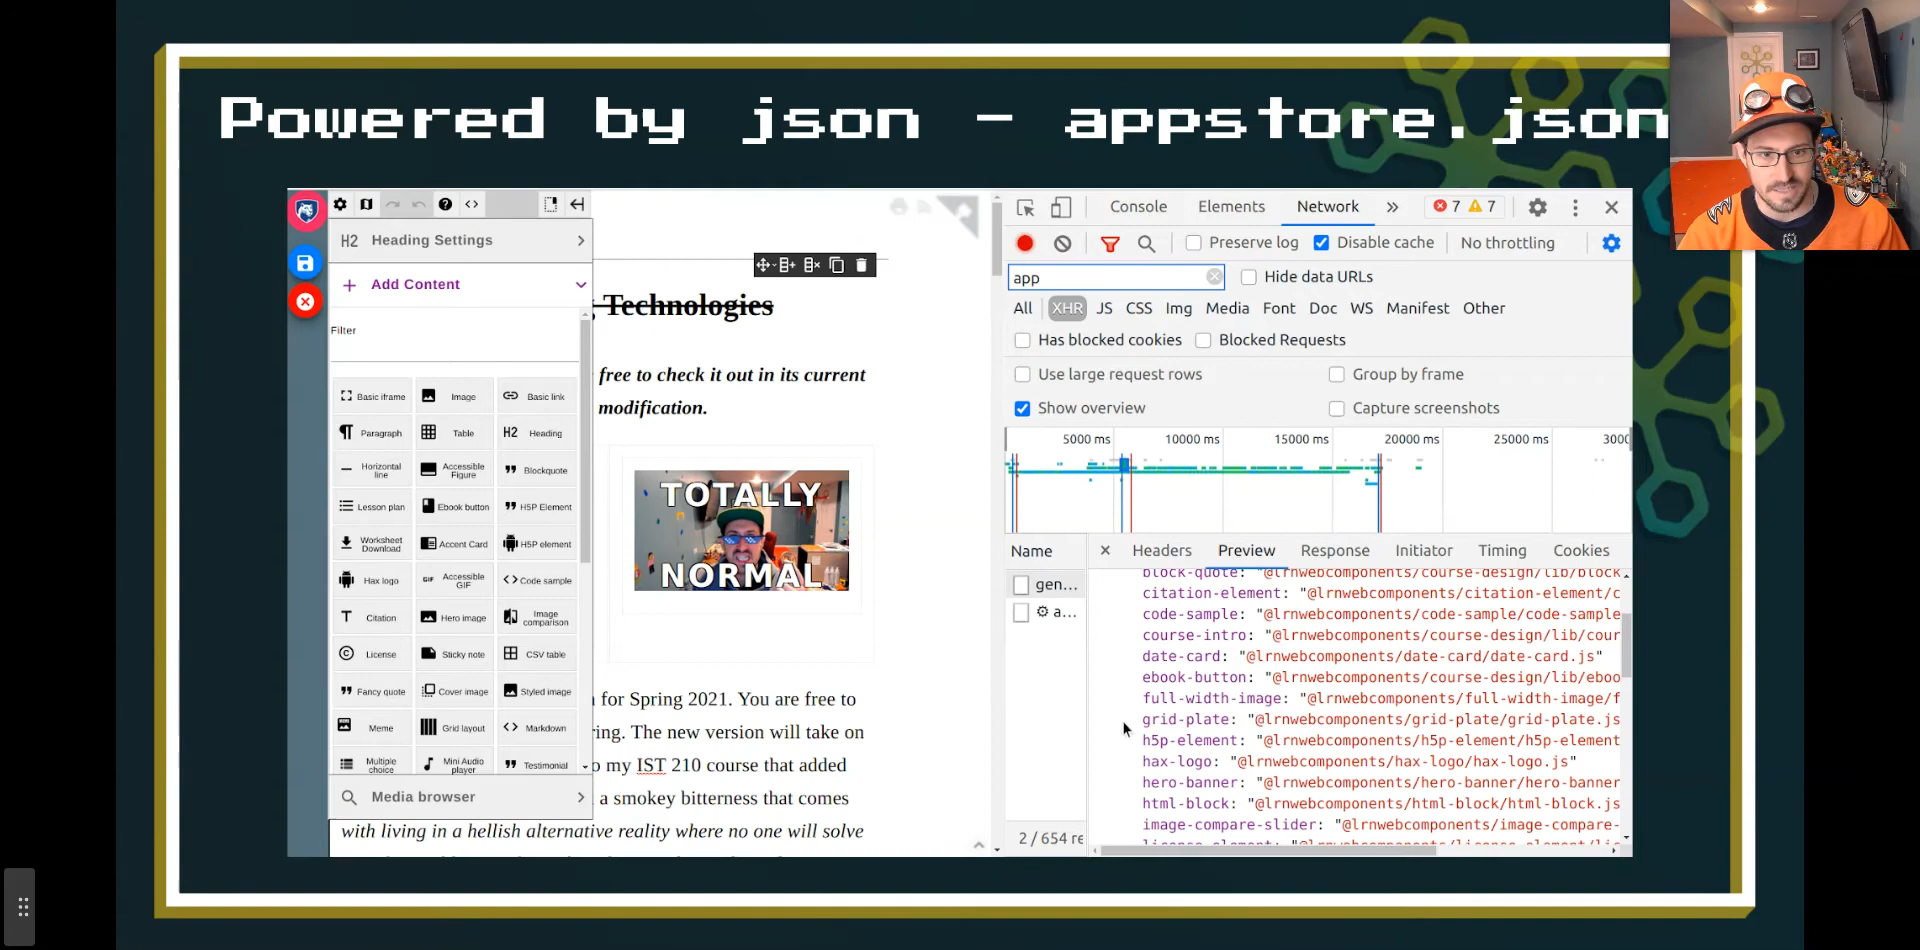 Powered by json - appstore.json
H2 Heading Settings
Add Content
Filter
Basic iframe Image Basic link
Paragraph Table H2 Heading
Horizontal line Accessible Figure Blockquote
Lesson plan Ebook button H5P Element
Worksheet Download Accent Card H5P element
Hax logo GIF Accessible GIF Code sample
Citation Hero image Image comparison
License Sticky note CSV table
Fancy quote Cover image Styled image
Meme Grid layout Markdown
Multiple choice Mini Audio player Testimonial
Media browser
Technologies
free to check it out in its current
modification.
TOTALLY
NORMAL
for Spring 2021. You are free to
ring. The new version will take on
o my IST 210 course that added
a smokey bitterness that comes
with living in a hellish alternative reality where no one will solve
Console Elements Network » 7 7
Preserve log Disable cache No throttling
app Hide data URLs
All XHR JS CSS Img Media Font Doc WS Manifest Other
Has blocked cookies Blocked Requests
Use large request rows Group by frame
Show overview Capture screenshots
5000 ms 10000 ms 15000 ms 20000 ms 25000 ms 3000
Name × Headers Preview Response Initiator Timing Cookies
gen...
a...
block-quote: "@lrnwebcomponents/course-design/lib/block
citation-element: "@lrnwebcomponents/citation-element/c
code-sample: "@lrnwebcomponents/code-sample/code-sample
course-intro: "@lrnwebcomponents/course-design/lib/cour
date-card: "@lrnwebcomponents/date-card/date-card.js"
ebook-button: "@lrnwebcomponents/course-design/lib/eboo
full-width-image: "@lrnwebcomponents/full-width-image/f
grid-plate: "@lrnwebcomponents/grid-plate/grid-plate.js
h5p-element: "@lrnwebcomponents/h5p-element/h5p-element
hax-logo: "@lrnwebcomponents/hax-logo/hax-logo.js"
hero-banner: "@lrnwebcomponents/hero-banner/hero-banner
html-block: "@lrnwebcomponents/html-block/html-block.js
image-compare-slider: "@lrnwebcomponents/image-compare-
2 / 654 re